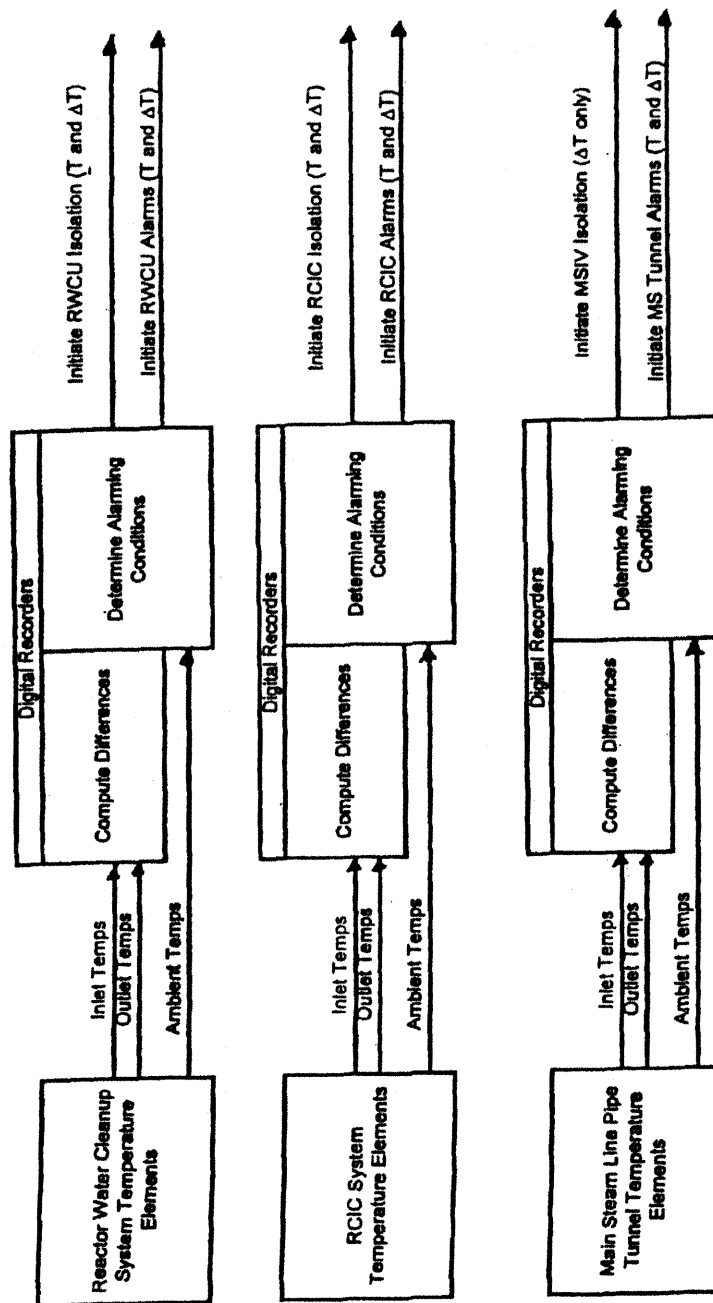 Reactor Water Cleanup
System Temperature
Elements
Inlet Temps
Outlet Temps
Ambient Temps
Digital Recorders
Compute Differences
Determine Alarming
Conditions
Initiate RWCU Isolation (T and ΔT)
Initiate RWCU Alarms (T and ΔT)
RCIC System
Temperature Elements
Inlet Temps
Outlet Temps
Ambient Temps
Digital Recorders
Compute Differences
Determine Alarming
Conditions
Initiate RCIC Isolation (T and ΔT)
Initiate RCIC Alarms (T and ΔT)
Main Steam Line Pipe
Tunnel Temperature
Elements
Inlet Temps
Outlet Temps
Ambient Temps
Digital Recorders
Compute Differences
Determine Alarming
Conditions
Initiate MSIV Isolation (ΔT only)
Initiate MS Tunnel Alarms (T and ΔT)